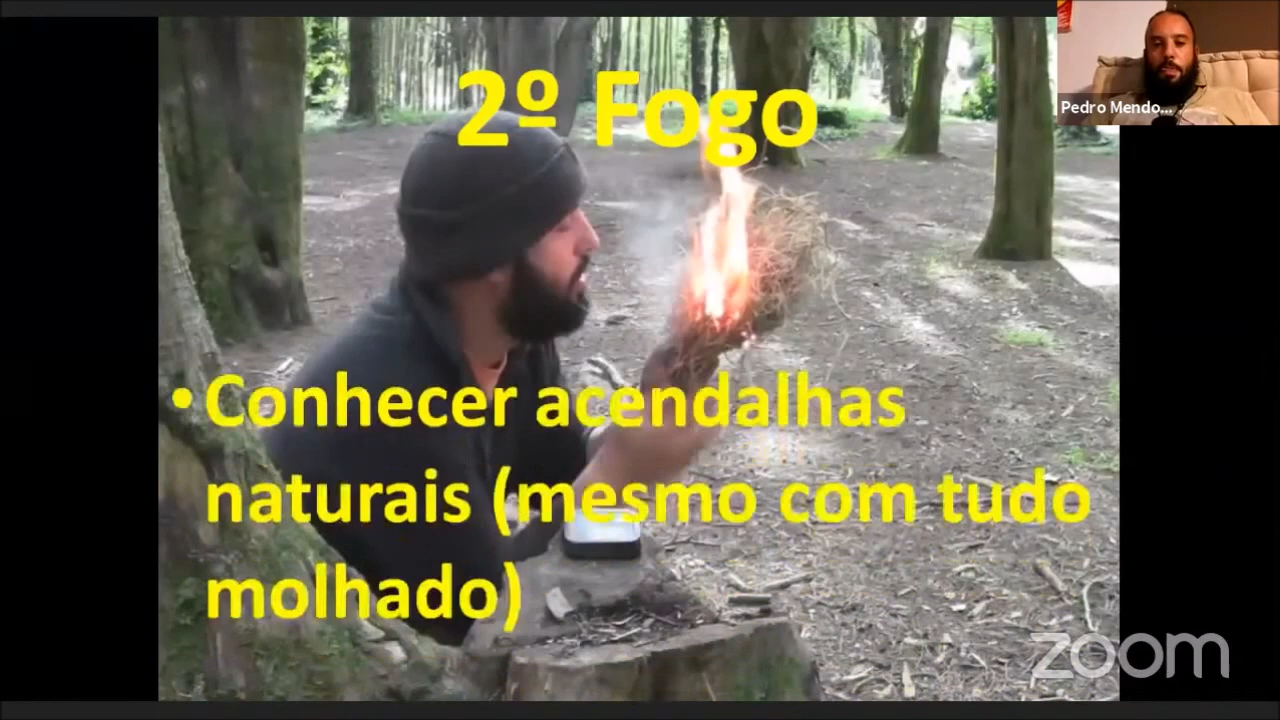 2º Fogo
Pedro Mendo...
• Conhecer acendalhas
naturais (mesmo com tudo
molhado)
zoom